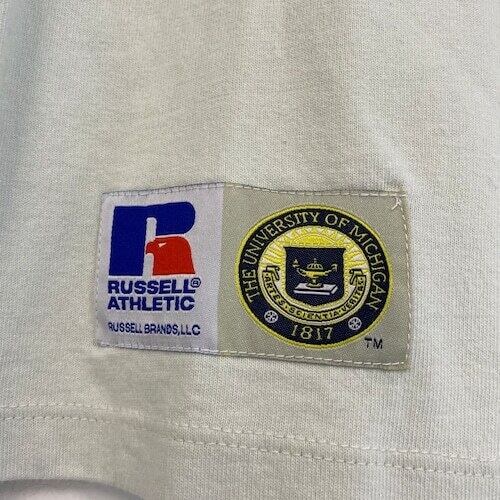 RUSSELL®
ATHLETIC
RUSSELL BRANDS, LLC
THE UNIVERSITY OF MICHIGAN
ARTES SCIENTIA VERITAS
1817
TM